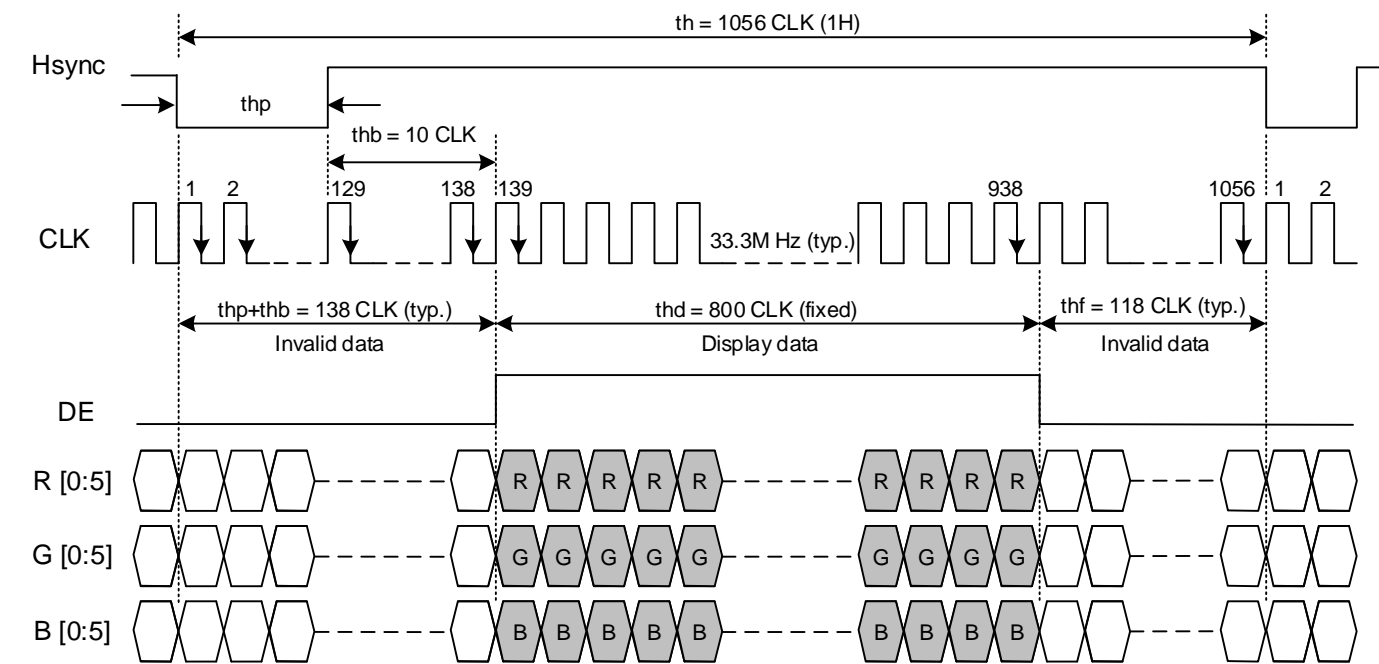 th = 1056 CLK (1H)
Hsync
thp
thb = 10 CLK
1 2 129 138 139 938 1056 1 2
CLK
33.3M Hz (typ.)
thp+thb = 138 CLK (typ.) thd = 800 CLK (fixed) thf = 118 CLK (typ.)
Invalid data Display data Invalid data
DE
R [0:5] R R R R R R R R R
G [0:5] G G G G G G G G G
B [0:5] B B B B B B B B B